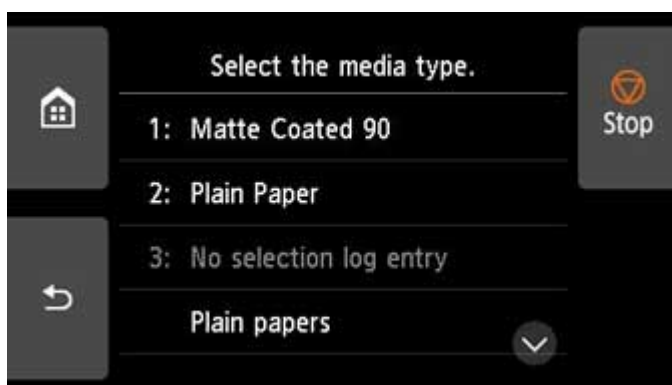 Select the media type.
1: Matte Coated 90
Stop
2: Plain Paper
3: No selection log entry
Plain papers